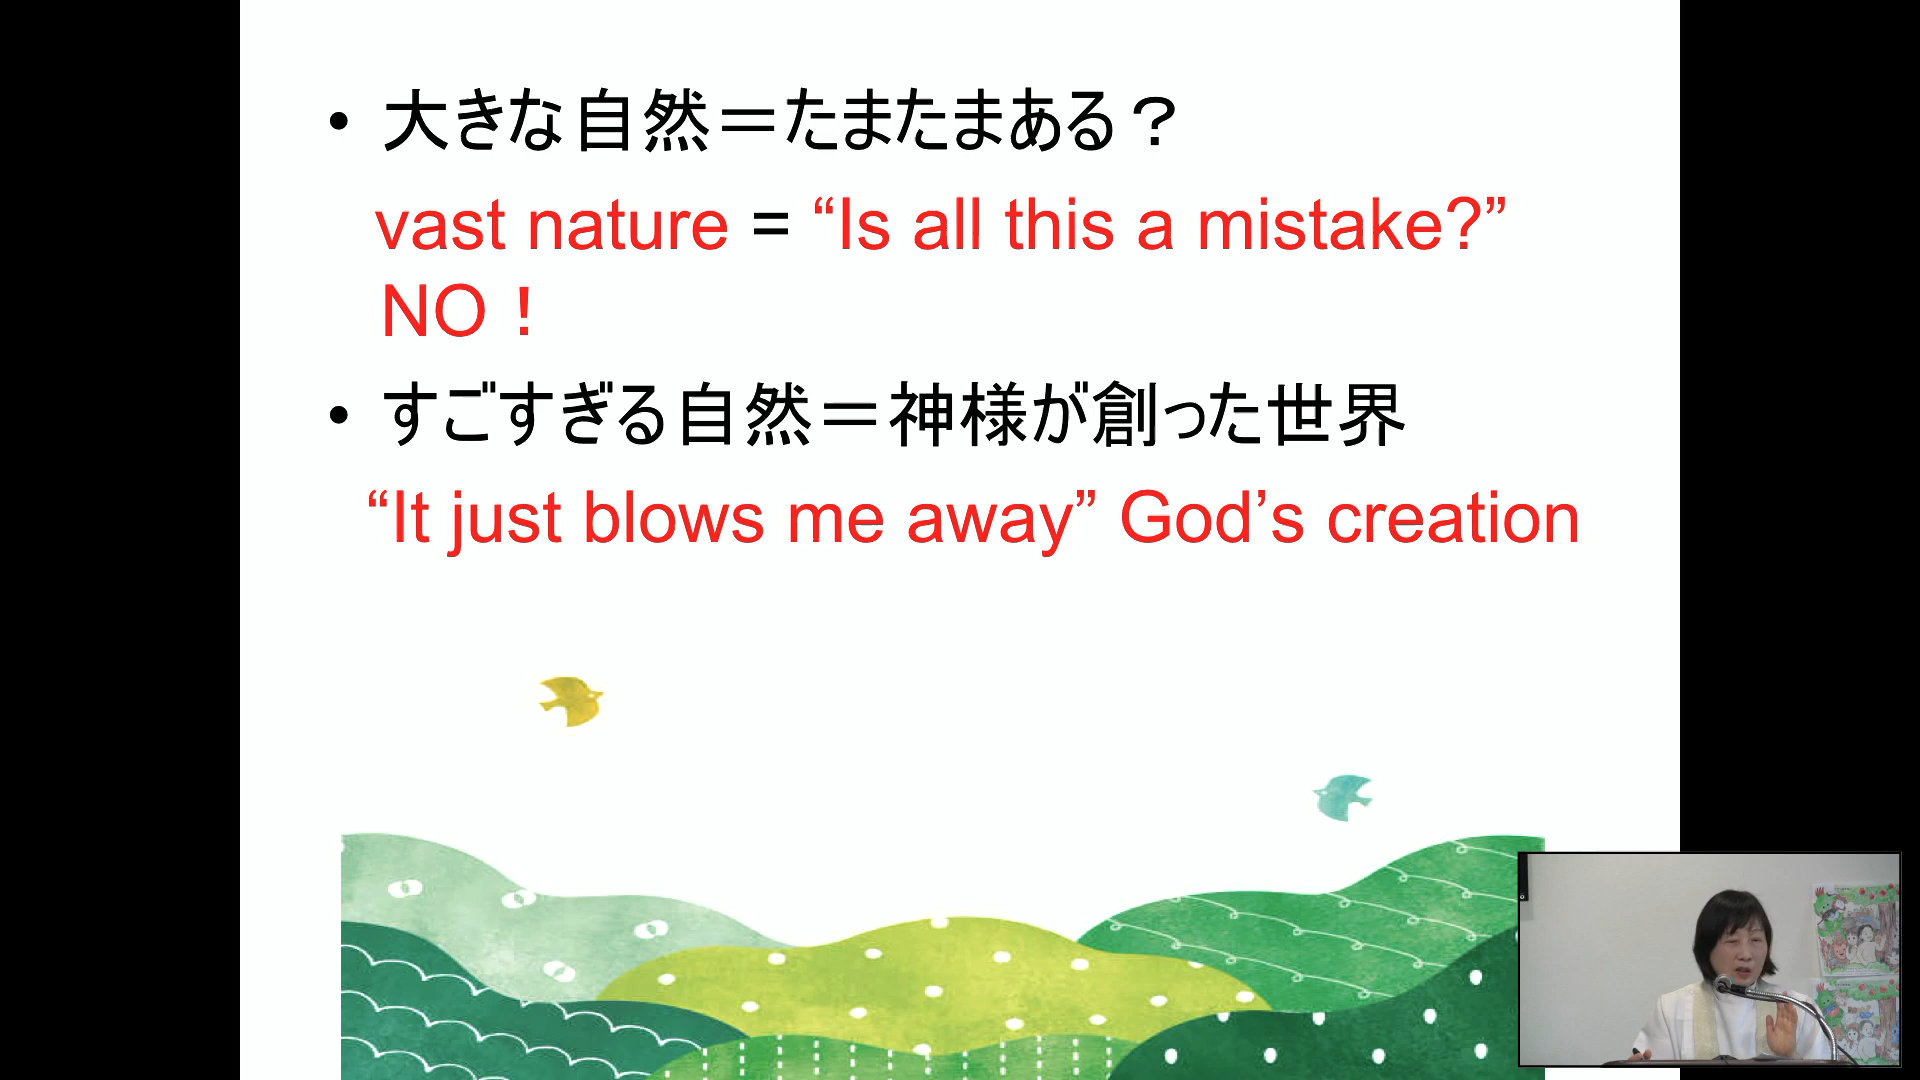 • 大きな自然＝たまたまある？
vast nature = “Is all this a mistake?”
NO！
• すごすぎる自然＝神様が創った世界
“It just blows me away” God’s creation